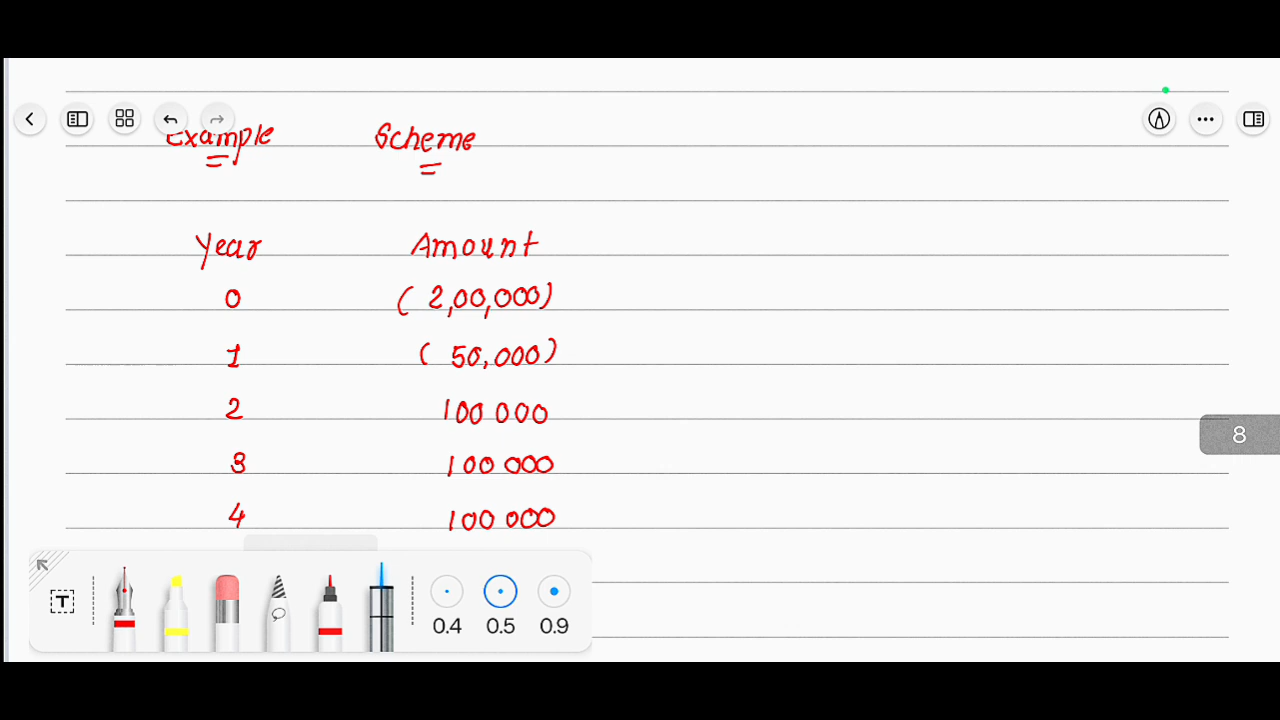 Example Scheme
Year Amount
0 (2,00,000)
1 (50,000)
2 100 000
3 100 000
4 100 000
8
T
0.4 0.5 0.9